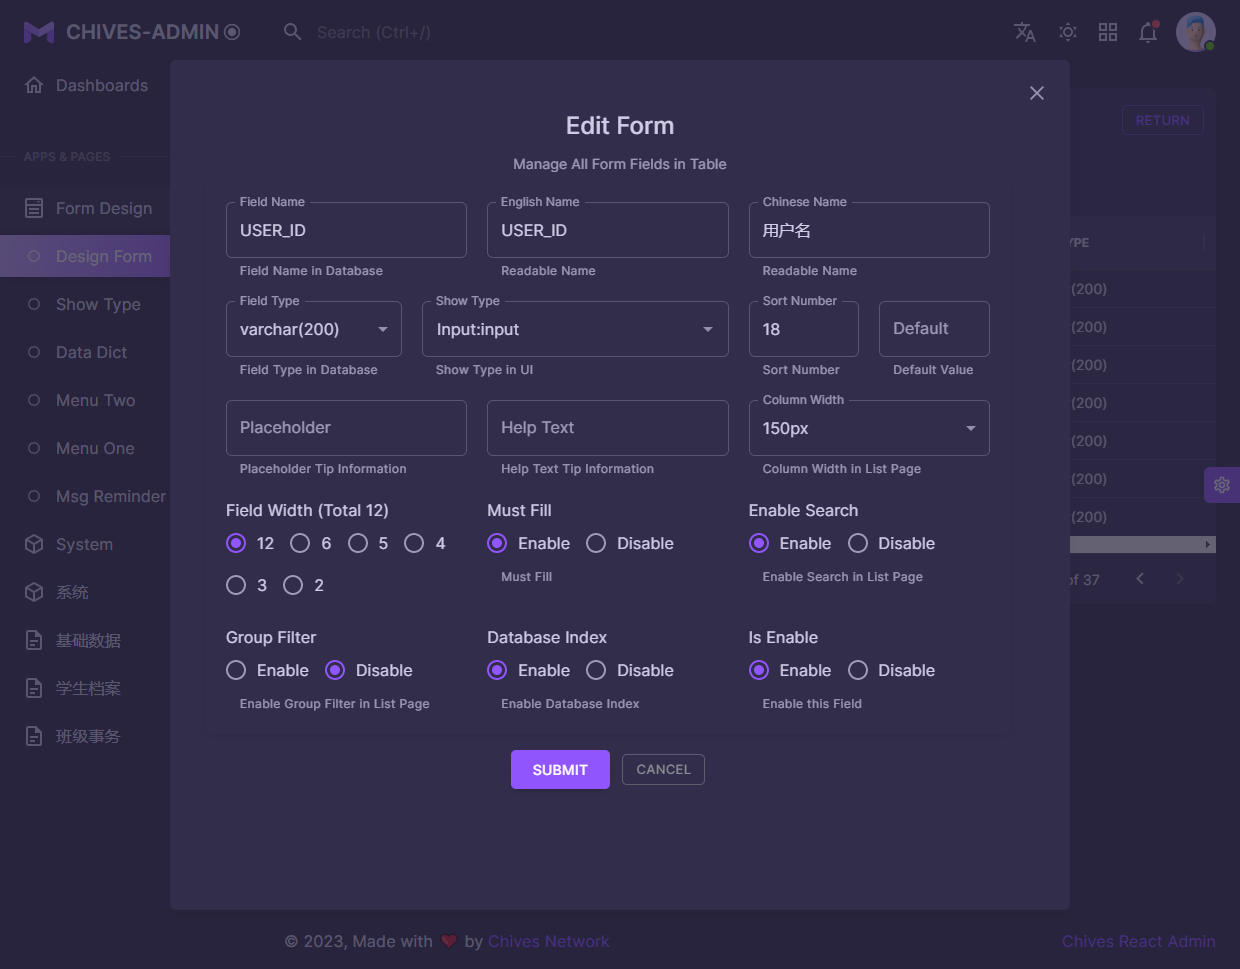 CHIVES-ADMIN
Search (Ctrl+/)
Dashboards
APPS & PAGES
Form Design
Design Form
Show Type
Data Dict
Menu Two
Menu One
Msg Reminder
System
系统
基础数据
学生档案
班级事务
RETURN
Edit Form
Manage All Form Fields in Table
Field Name
USER_ID
Field Name in Database
English Name
USER_ID
Readable Name
Chinese Name
用户名
Readable Name
Field Type
varchar(200)
Field Type in Database
Show Type
Input:input
Show Type in UI
Sort Number
18
Sort Number
Default
Default Value
Placeholder
Placeholder Tip Information
Help Text
Help Text Tip Information
Column Width
150px
Column Width in List Page
Field Width (Total 12)
12 6 5 4
3 2
Must Fill
Enable Disable
Must Fill
Enable Search
Enable Disable
Enable Search in List Page
Group Filter
Enable Disable
Enable Group Filter in List Page
Database Index
Enable Disable
Enable Database Index
Is Enable
Enable Disable
Enable this Field
SUBMIT
CANCEL
(200)
(200)
(200)
(200)
(200)
(200)
(200)
of 37
© 2023, Made with ❤ by Chives Network
Chives React Admin